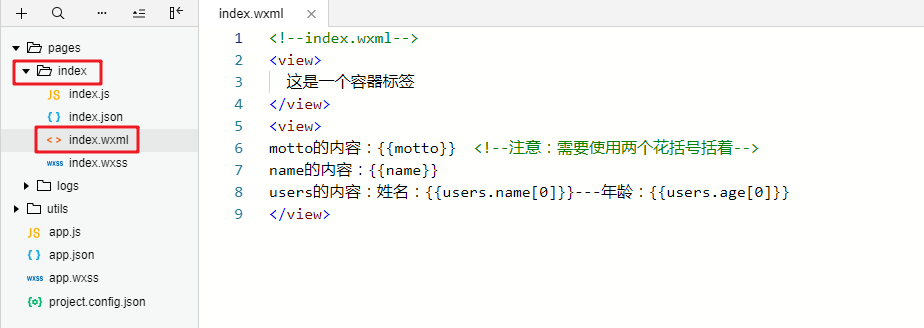 index.wxml
pages
index
JS index.js
{ } index.json
< > index.wxml
wxss index.wxss
logs
utils
JS app.js
{ } app.json
wxss app.wxss
{o} project.config.json
1 <!--index.wxml-->
2 <view>
3 这是一个容器标签
4 </view>
5 <view>
6 motto的内容：{{motto}} <!--注意：需要使用两个花括号括着-->
7 name的内容：{{name}}
8 users的内容：姓名：{{users.name[0]}}---年龄：{{users.age[0]}}
9 </view>